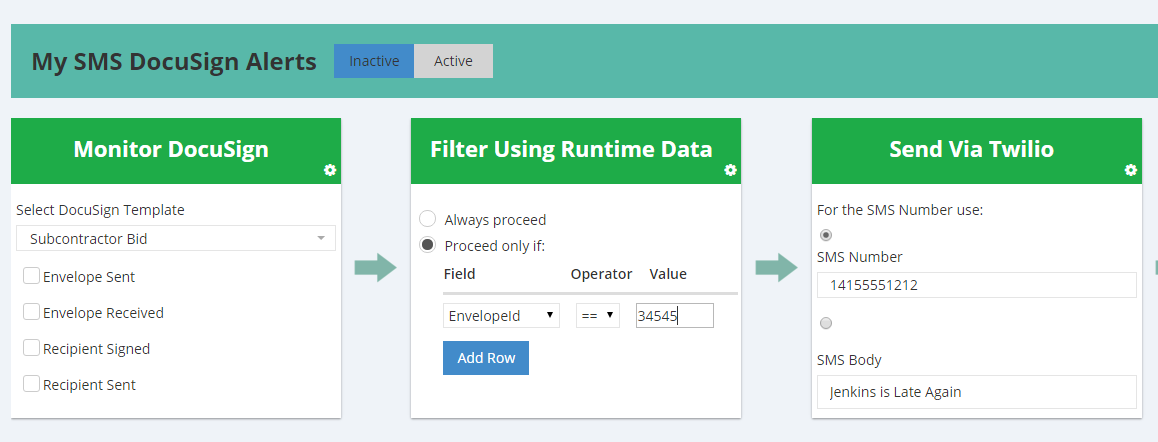 My SMS DocuSign Alerts
Inactive
Active
Monitor DocuSign
Select DocuSign Template
Subcontractor Bid
Envelope Sent
Envelope Received
Recipient Signed
Recipient Sent
Filter Using Runtime Data
Always proceed
Proceed only if:
Field Operator Value
EnvelopeId == 34545
Add Row
Send Via Twilio
For the SMS Number use:
SMS Number
14155551212
SMS Body
Jenkins is Late Again